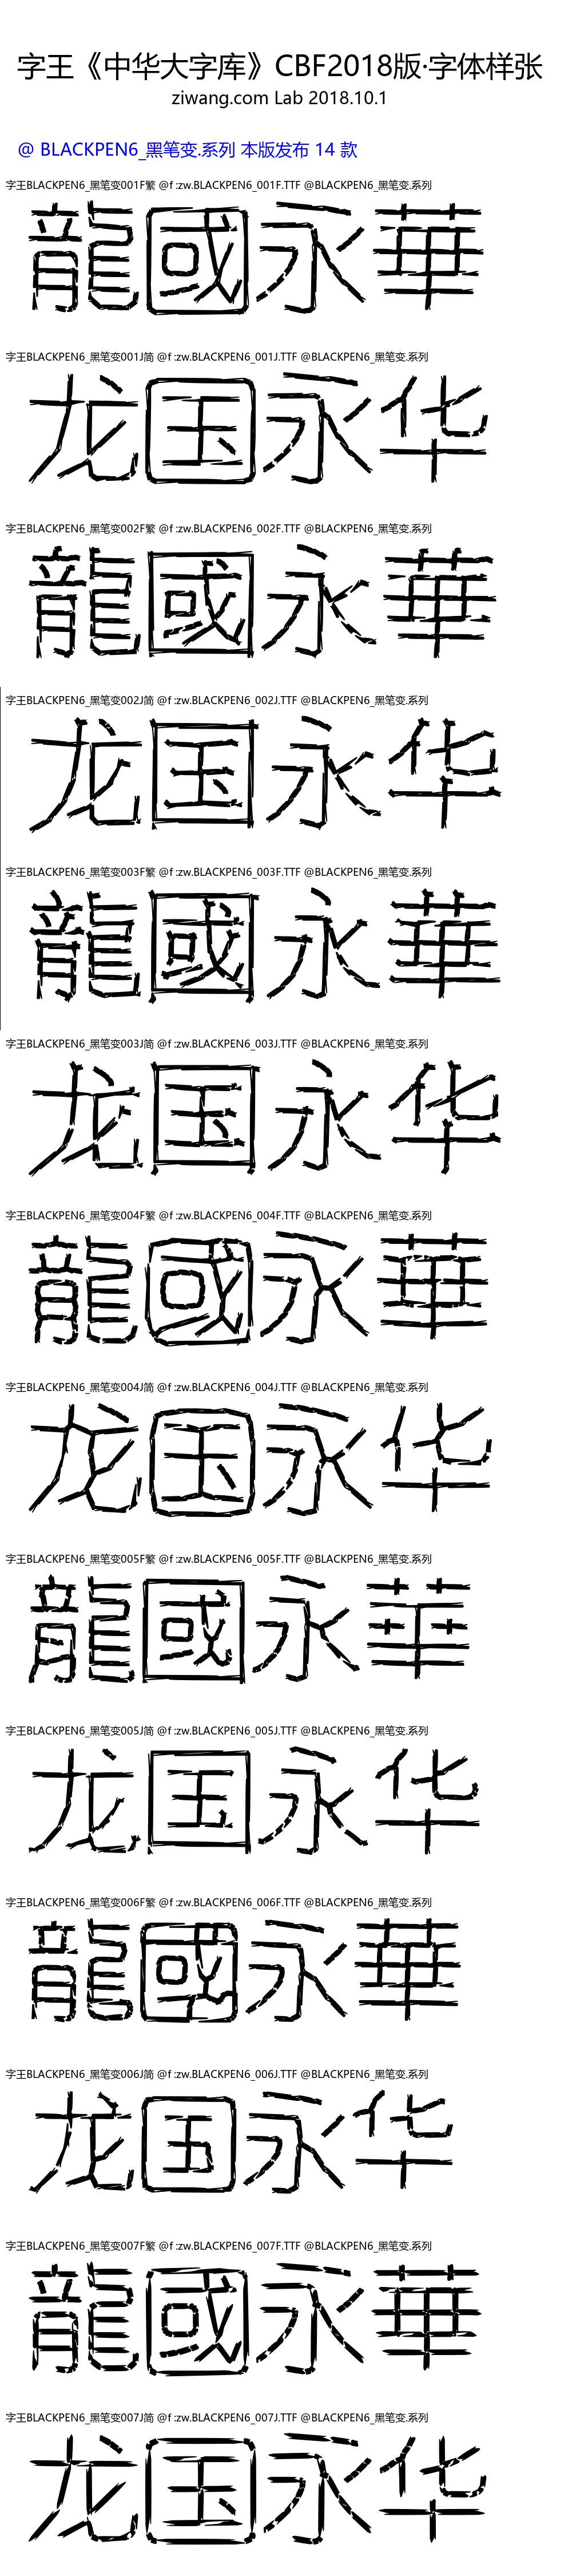 字王《中华大字库》CBF2018版·字体样张
ziwang.com Lab 2018.10.1
@ BLACKPEN6_黑笔变.系列 本版发布 14 款
字王BLACKPEN6_黑笔变001F繁 @f :zw.BLACKPEN6_001F.TTF @BLACKPEN6_黑笔变.系列
龍國永華
字王BLACKPEN6_黑笔变001J简 @f :zw.BLACKPEN6_001J.TTF @BLACKPEN6_黑笔变.系列
龙国永华
字王BLACKPEN6_黑笔变002F繁 @f :zw.BLACKPEN6_002F.TTF @BLACKPEN6_黑笔变.系列
龍國永華
字王BLACKPEN6_黑笔变002J简 @f :zw.BLACKPEN6_002J.TTF @BLACKPEN6_黑笔变.系列
龙国永华
字王BLACKPEN6_黑笔变003F繁 @f :zw.BLACKPEN6_003F.TTF @BLACKPEN6_黑笔变.系列
龍國永華
字王BLACKPEN6_黑笔变003J简 @f :zw.BLACKPEN6_003J.TTF @BLACKPEN6_黑笔变.系列
龙国永华
字王BLACKPEN6_黑笔变004F繁 @f :zw.BLACKPEN6_004F.TTF @BLACKPEN6_黑笔变.系列
龍國永華
字王BLACKPEN6_黑笔变004J简 @f :zw.BLACKPEN6_004J.TTF @BLACKPEN6_黑笔变.系列
龙国永华
字王BLACKPEN6_黑笔变005F繁 @f :zw.BLACKPEN6_005F.TTF @BLACKPEN6_黑笔变.系列
龍國永華
字王BLACKPEN6_黑笔变005J简 @f :zw.BLACKPEN6_005J.TTF @BLACKPEN6_黑笔变.系列
龙国永华
字王BLACKPEN6_黑笔变006F繁 @f :zw.BLACKPEN6_006F.TTF @BLACKPEN6_黑笔变.系列
龍國永華
字王BLACKPEN6_黑笔变006J简 @f :zw.BLACKPEN6_006J.TTF @BLACKPEN6_黑笔变.系列
龙国永华
字王BLACKPEN6_黑笔变007F繁 @f :zw.BLACKPEN6_007F.TTF @BLACKPEN6_黑笔变.系列
龍國永華
字王BLACKPEN6_黑笔变007J简 @f :zw.BLACKPEN6_007J.TTF @BLACKPEN6_黑笔变.系列
龙国永华